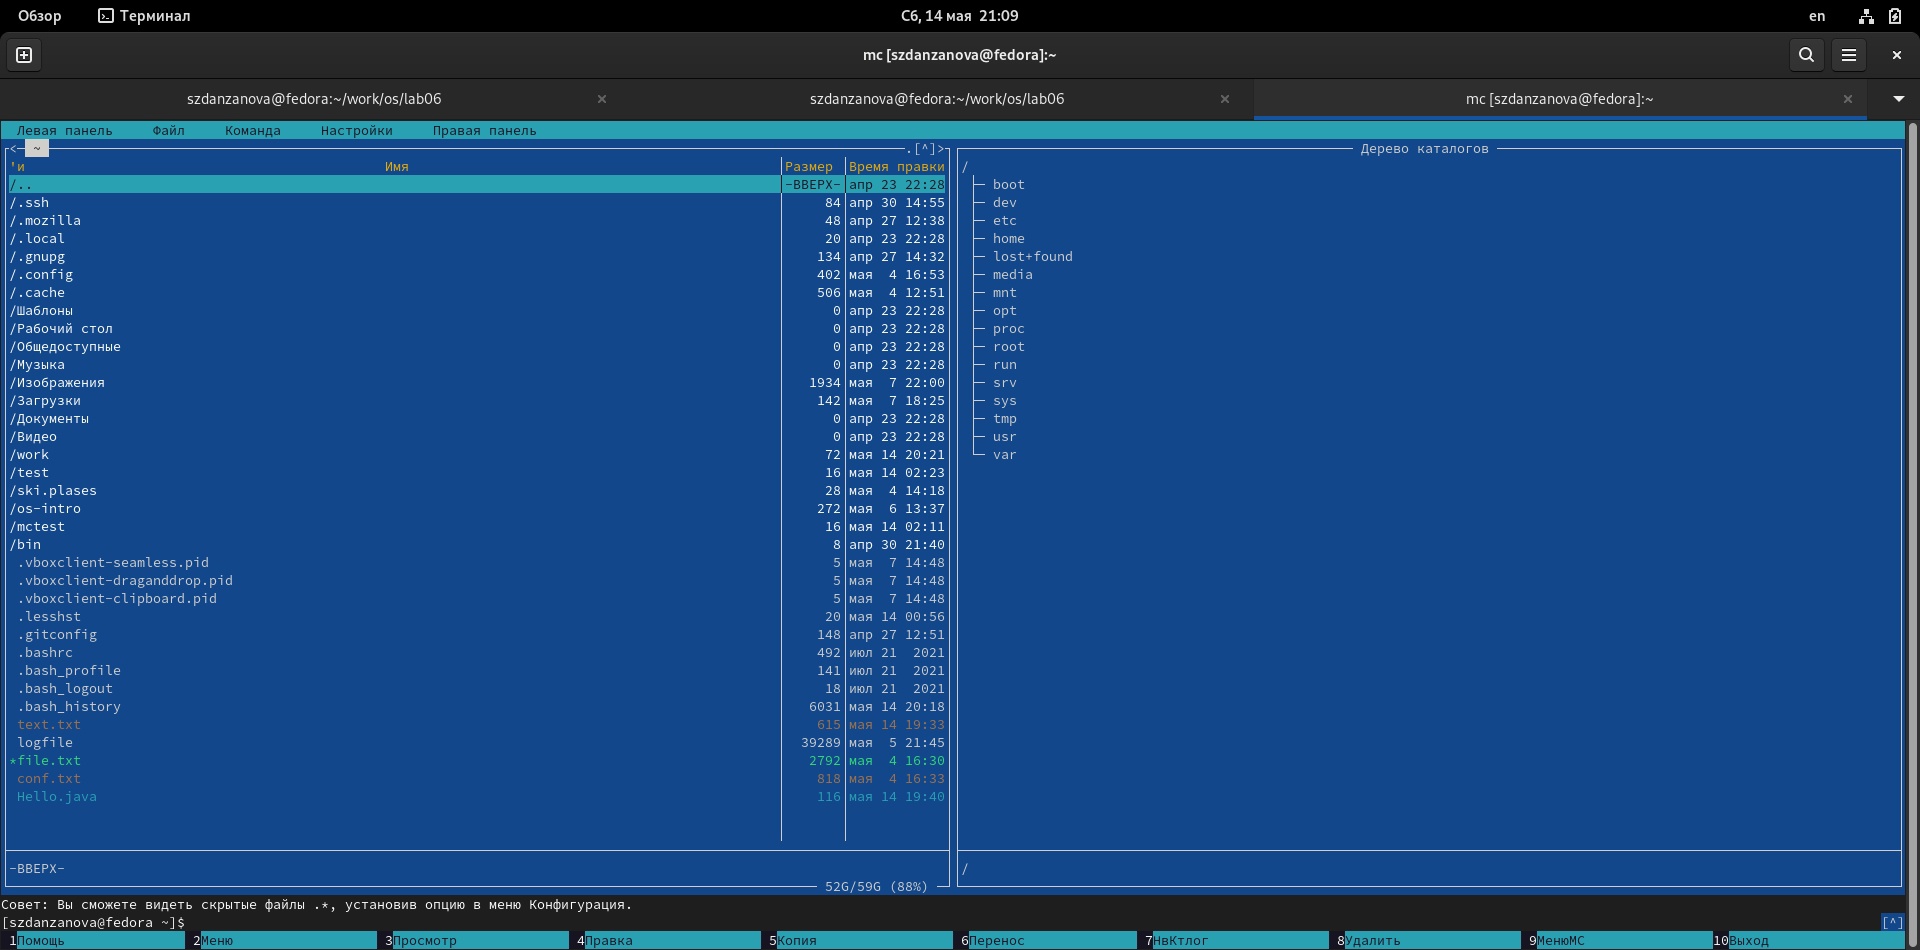 Обзор Терминал Сб, 14 мая 21:09 en
mc [szdanzanova@fedora]:~
szdanzanova@fedora:~/work/os/lab06 szdanzanova@fedora:~/work/os/lab06 mc [szdanzanova@fedora]:~
Левая панель Файл Команда Настройки Правая панель
<─ ~ .[^]> Дерево каталогов
'и Имя Размер Время правки /
/.. -ВВЕРХ- апр 23 22:28 boot
/.ssh 84 апр 30 14:55 dev
/.mozilla 48 апр 27 12:38 etc
/.local 20 апр 23 22:28 home
/.gnupg 134 апр 27 14:32 lost+found
/.config 402 мая 4 16:53 media
/.cache 506 мая 4 12:51 mnt
/Шаблоны 0 апр 23 22:28 opt
/Рабочий стол 0 апр 23 22:28 proc
/Общедоступные 0 апр 23 22:28 root
/Музыка 0 апр 23 22:28 run
/Изображения 1934 мая 7 22:00 srv
/Загрузки 142 мая 7 18:25 sys
/Документы 0 апр 23 22:28 tmp
/Видео 0 апр 23 22:28 usr
/work 72 мая 14 20:21 var
/test 16 мая 14 02:23
/ski.plases 28 мая 4 14:18
/os-intro 272 мая 6 13:37
/mctest 16 мая 14 02:11
/bin 8 апр 30 21:40
.vboxclient-seamless.pid 5 мая 7 14:48
.vboxclient-draganddrop.pid 5 мая 7 14:48
.vboxclient-clipboard.pid 5 мая 7 14:48
.lesshst 20 мая 14 00:56
.gitconfig 148 апр 27 12:51
.bashrc 492 июл 21 2021
.bash_profile 141 июл 21 2021
.bash_logout 18 июл 21 2021
.bash_history 6031 мая 14 20:18
text.txt 615 мая 14 19:33
logfile 39289 мая 5 21:45
*file.txt 2792 мая 4 16:30
conf.txt 818 мая 4 16:33
Hello.java 116 мая 14 19:40
-ВВЕРХ- /
52G/59G (88%)
Совет: Вы сможете видеть скрытые файлы .*, установив опцию в меню Конфигурация.
[szdanzanova@fedora ~]$ [^]
1Помощь 2Меню 3Просмотр 4Правка 5Копия 6Перенос 7НвКтлог 8Удалить 9МенюМС 10Выход